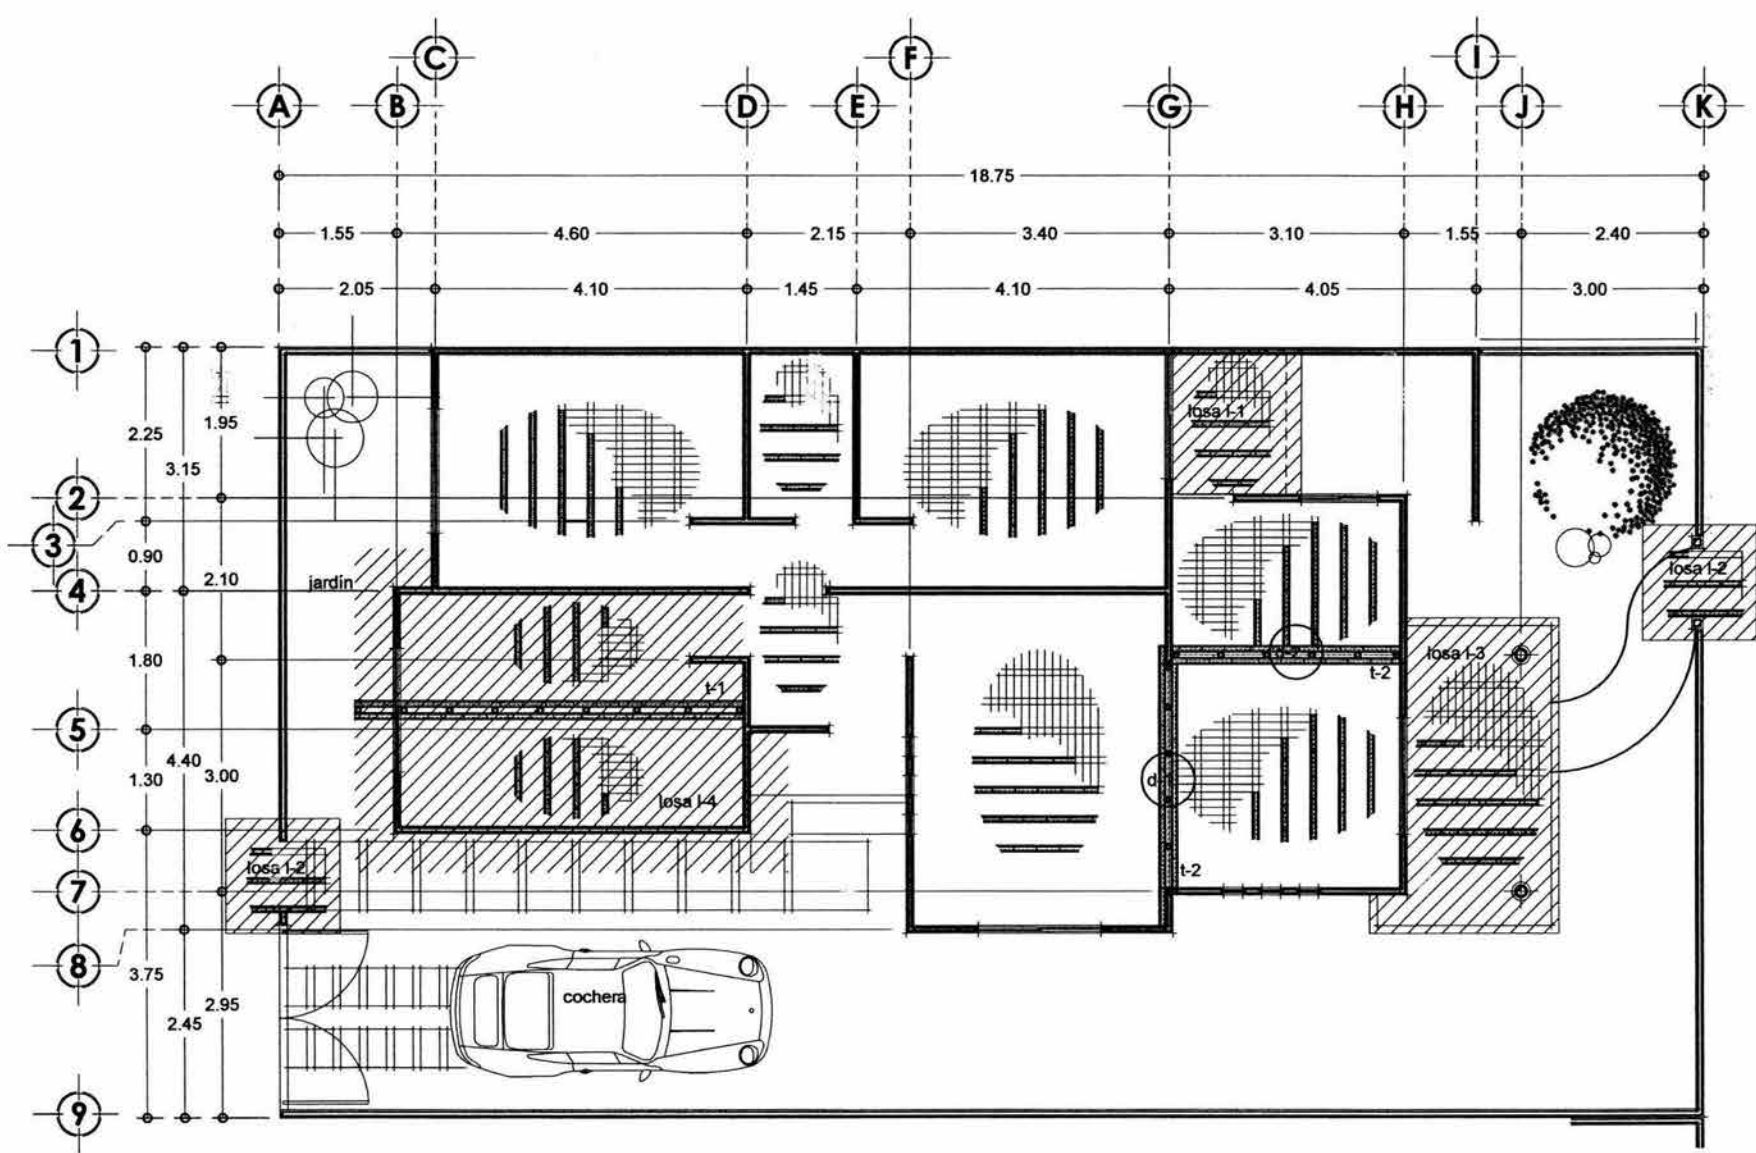 C F I
A B D E G H J K
18.75
1.55 4.60 2.15 3.40 3.10 1.55 2.40
2.05 4.10 1.45 4.10 4.05 3.00
1
losa l-1
1.95
2.25
3.15
2
3
0.90
losa l-2
2.10
jardín
4
1.80
losa l-3
d-2
t-2
t-1
5
4.40
1.30
3.00
d-1
losa l-4
6
losa l-2
t-2
7
8
3.75
cochera
2.95
2.45
9